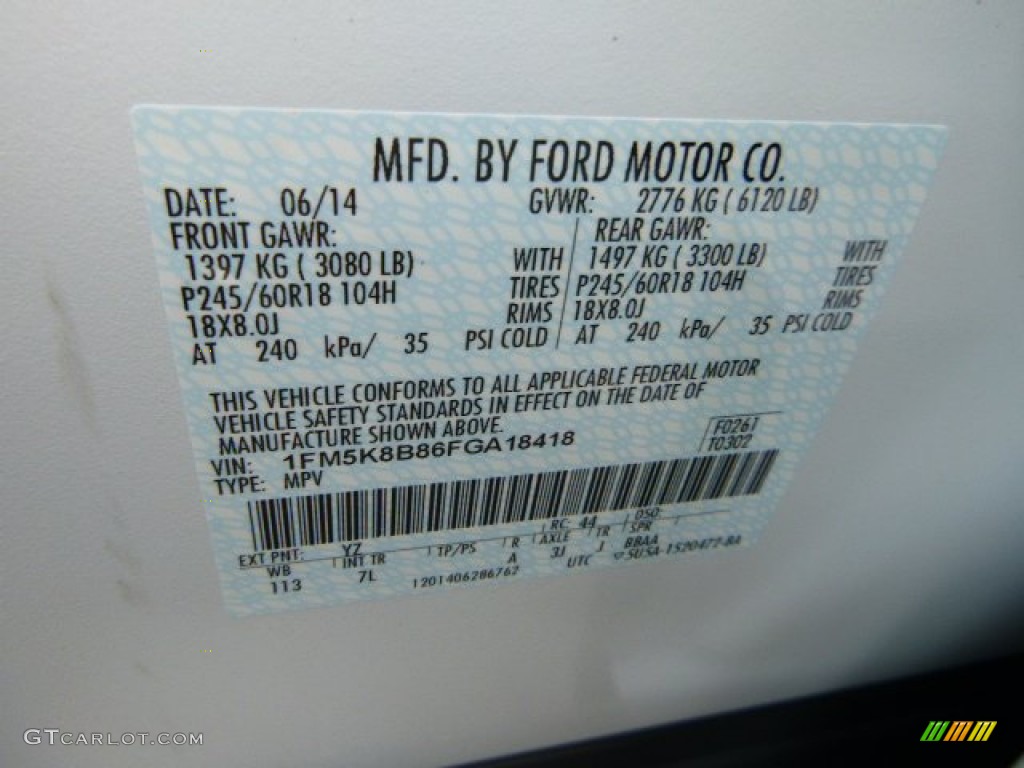 MFD. BY FORD MOTOR CO.
DATE: 06/14 GVWR: 2776 KG ( 6120 LB)
FRONT GAWR: REAR GAWR:
1397 KG ( 3080 LB) WITH 1497 KG ( 3300 LB) WITH
P245/60R18 104H TIRES P245/60R18 104H TIRES
18X8.0J RIMS 18X8.0J RIMS
AT 240 kPa/ 35 PSI COLD AT 240 kPa/ 35 PSI COLD
THIS VEHICLE CONFORMS TO ALL APPLICABLE FEDERAL MOTOR
VEHICLE SAFETY STANDARDS IN EFFECT ON THE DATE OF
MANUFACTURE SHOWN ABOVE.
VIN: 1FM5K8B86FGA18418 F0261
TYPE: MPV T0302
EXT PNT: YZ RC: 44 DSO:
WB INT TR TP/PS R AXLE TR SPR
113 7L A 3J J BBAA
1201406286762 UTC 5U5A-1520472-BA
GTCARLOT.COM